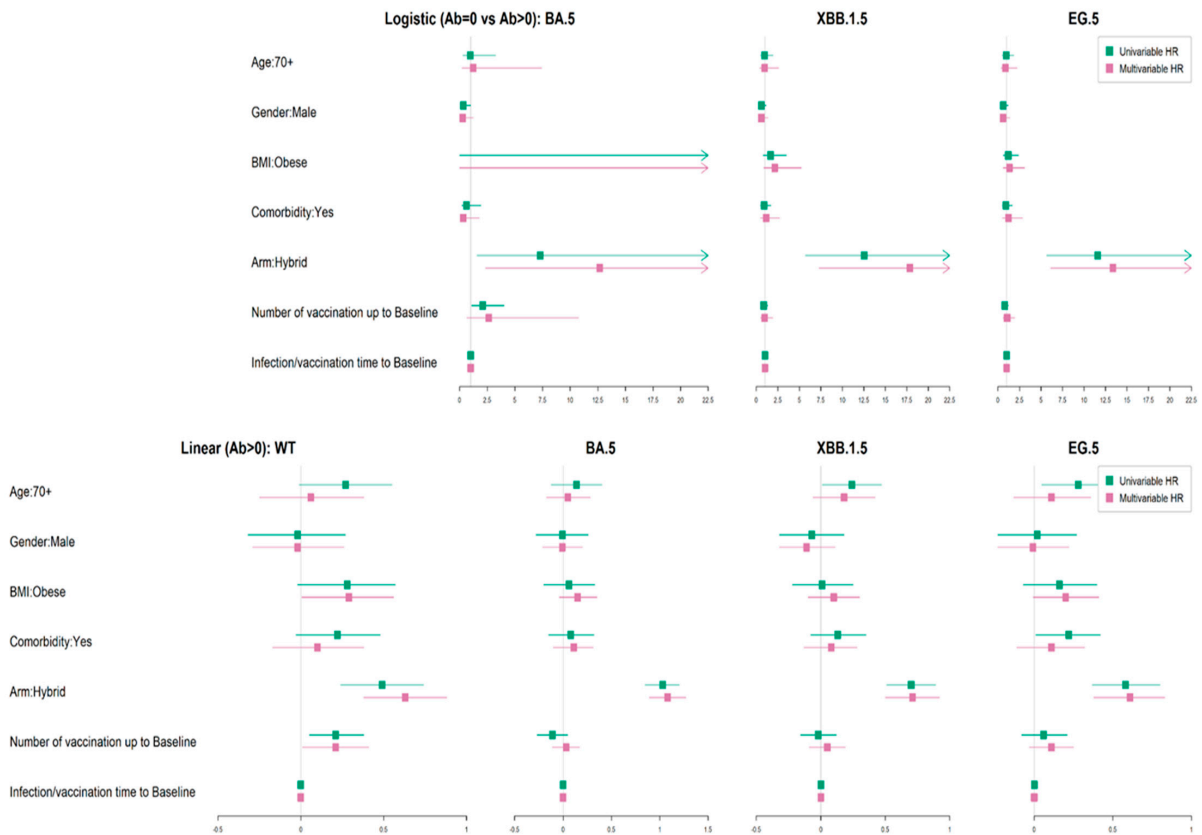 Logistic (Ab=0 vs Ab>0): BA.5 XBB.1.5 EG.5
Univariable HR
Multivariable HR
Age:70+
Gender:Male
BMI:Obese
Comorbidity:Yes
Arm:Hybrid
Number of vaccination up to Baseline
Infection/vaccination time to Baseline
0 2.5 5 7.5 10 12.5 15 17.5 20 22.5 0 2.5 5 7.5 10 12.5 15 17.5 20 22.5 0 2.5 5 7.5 10 12.5 15 17.5 20 22.5
Linear (Ab>0): WT BA.5 XBB.1.5 EG.5
Univariable HR
Multivariable HR
Age:70+
Gender:Male
BMI:Obese
Comorbidity:Yes
Arm:Hybrid
Number of vaccination up to Baseline
Infection/vaccination time to Baseline
-0.5 0 0.5 1 -0.5 0 0.5 1 1.5 -0.5 0 0.5 1 0 0.5 1